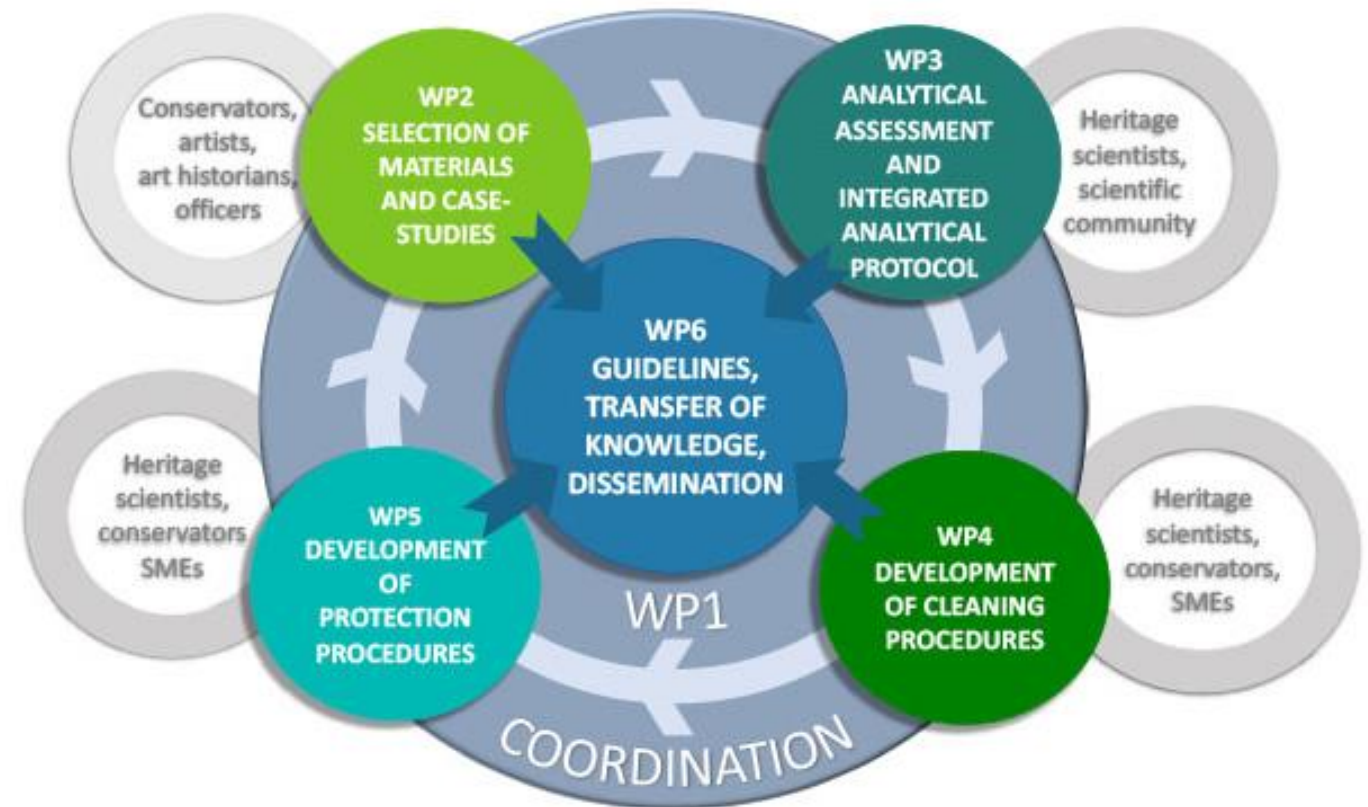 Conservators,
artists,
art historians,
officers
WP2
SELECTION OF
MATERIALS
AND CASE-
STUDIES
WP3
ANALYTICAL
ASSESSMENT
AND
INTEGRATED
ANALYTICAL
PROTOCOL
Heritage
scientists,
scientific
community
WP6
GUIDELINES,
TRANSFER OF
KNOWLEDGE,
DISSEMINATION
Heritage
scientists,
conservators
SMEs
WP5
DEVELOPMENT
OF
PROTECTION
PROCEDURES
WP4
DEVELOPMENT
OF CLEANING
PROCEDURES
Heritage
scientists,
conservators,
SMEs
WP1
COORDINATION